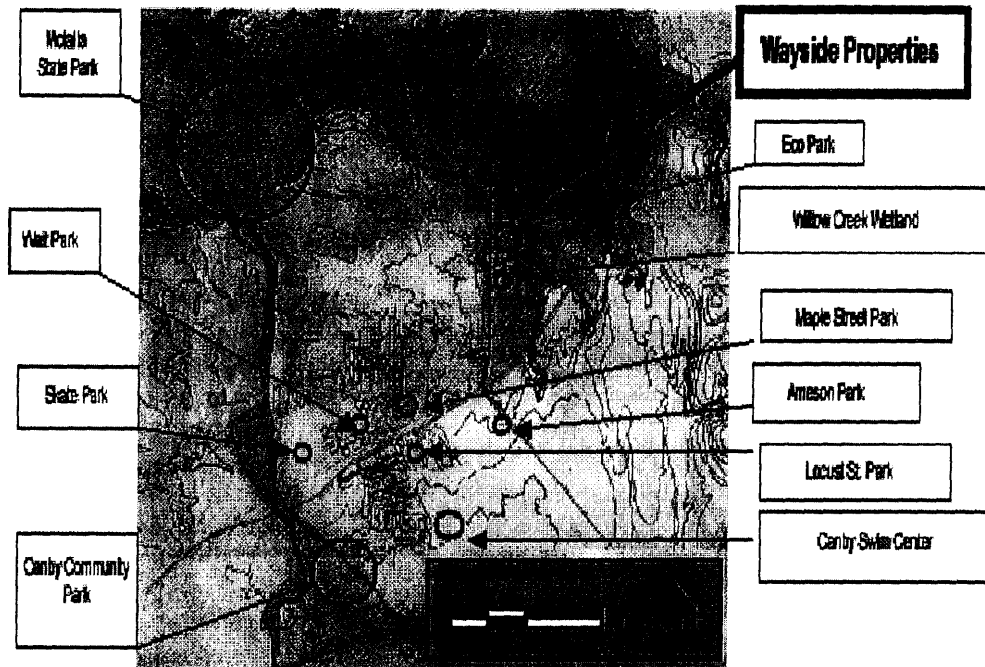 Molalla
State Park
Wait Park
Skate Park
Canby Community
Park
Wayside Properties
Eco Park
Willow Creek Wetland
Maple Street Park
Arneson Park
Locust St. Park
Canby Swim Center